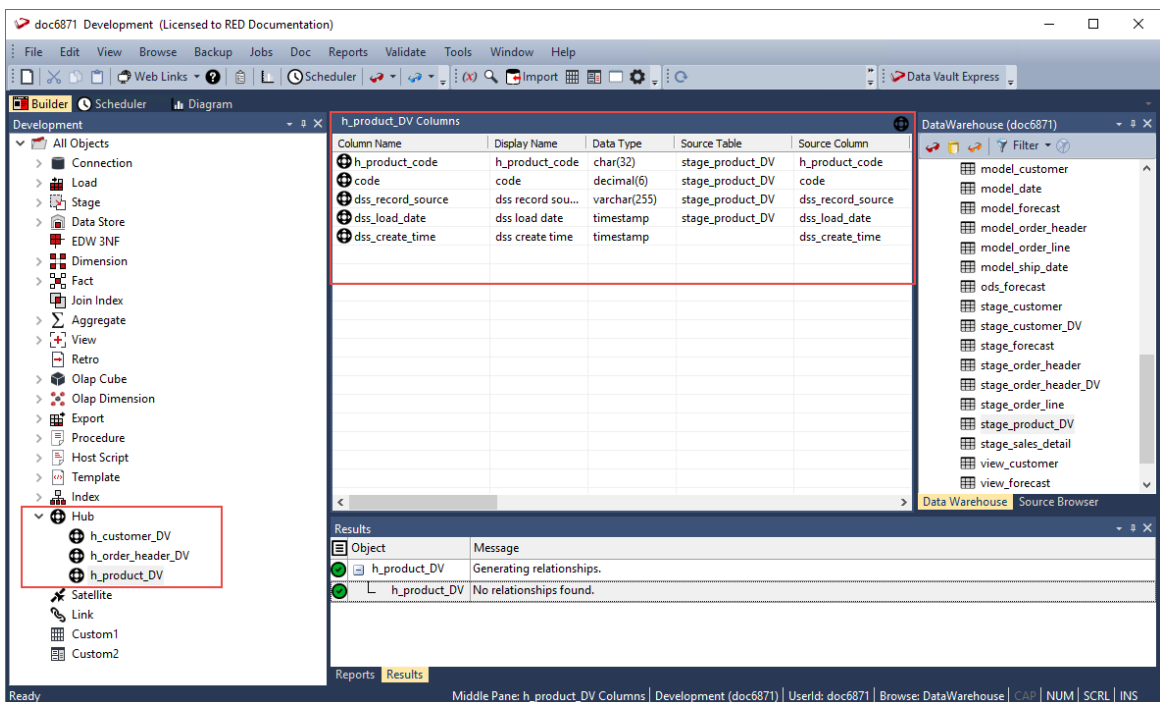 doc6871 Development (Licensed to RED Documentation)
File Edit View Browse Backup Jobs Doc Reports Validate Tools Window Help
Web Links Scheduler (x) Import Data Vault Express
Builder Scheduler Diagram
Development
All Objects
Connection
Load
Stage
Data Store
EDW 3NF
Dimension
Fact
Join Index
Aggregate
View
Retro
Olap Cube
Olap Dimension
Export
Procedure
Host Script
Template
Index
Hub
h_customer_DV
h_order_header_DV
h_product_DV
Satellite
Link
Custom1
Custom2
h_product_DV Columns
Column Name Display Name Data Type Source Table Source Column
h_product_code h_product_code char(32) stage_product_DV h_product_code
code code decimal(6) stage_product_DV code
dss_record_source dss record sou... varchar(255) stage_product_DV dss_record_source
dss_load_date dss load date timestamp stage_product_DV dss_load_date
dss_create_time dss create time timestamp dss_create_time
DataWarehouse (doc6871)
Filter
model_customer
model_date
model_forecast
model_order_header
model_order_line
model_ship_date
ods_forecast
stage_customer
stage_customer_DV
stage_forecast
stage_order_header
stage_order_header_DV
stage_order_line
stage_product_DV
stage_sales_detail
view_customer
view_forecast
Data Warehouse Source Browser
Results
Object Message
h_product_DV Generating relationships.
h_product_DV No relationships found.
Reports Results
Ready Middle Pane: h_product_DV Columns Development (doc6871) UserId: doc6871 Browse: DataWarehouse CAP NUM SCRL INS